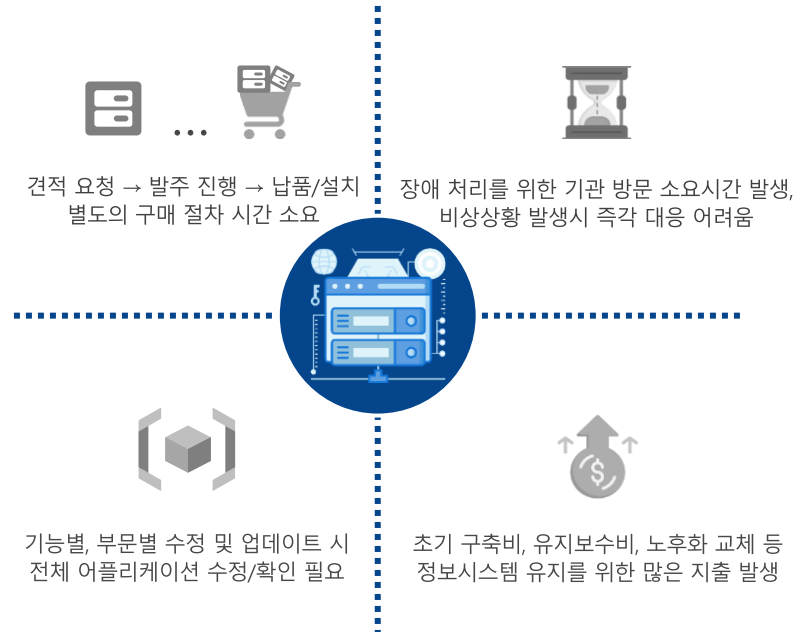 견적 요청 → 발주 진행 → 납품/설치
별도의 구매 절차 시간 소요
장애 처리를 위한 기관 방문 소요시간 발생,
비상상황 발생시 즉각 대응 어려움
기능별, 부문별 수정 및 업데이트 시
전체 어플리케이션 수정/확인 필요
초기 구축비, 유지보수비, 노후화 교체 등
정보시스템 유지를 위한 많은 지출 발생